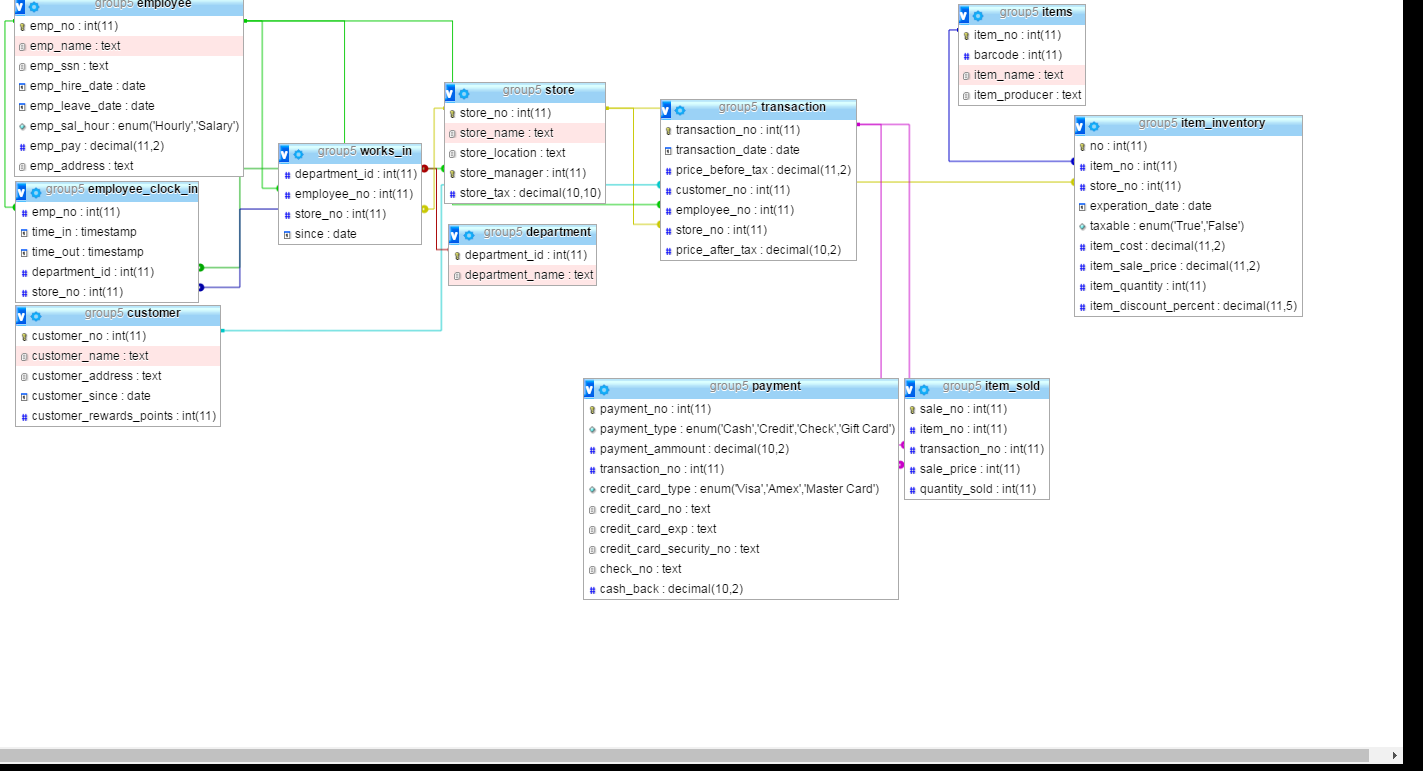 group5 employee
emp_no : int(11)
emp_name : text
emp_ssn : text
emp_hire_date : date
emp_leave_date : date
emp_sal_hour : enum('Hourly','Salary')
emp_pay : decimal(11,2)
emp_address : text
group5 employee_clock_in
emp_no : int(11)
time_in : timestamp
time_out : timestamp
department_id : int(11)
store_no : int(11)
group5 customer
customer_no : int(11)
customer_name : text
customer_address : text
customer_since : date
customer_rewards_points : int(11)
group5 works_in
department_id : int(11)
employee_no : int(11)
store_no : int(11)
since : date
group5 store
store_no : int(11)
store_name : text
store_location : text
store_manager : int(11)
store_tax : decimal(10,10)
group5 department
department_id : int(11)
department_name : text
group5 transaction
transaction_no : int(11)
transaction_date : date
price_before_tax : decimal(11,2)
customer_no : int(11)
employee_no : int(11)
store_no : int(11)
price_after_tax : decimal(10,2)
group5 items
item_no : int(11)
barcode : int(11)
item_name : text
item_producer : text
group5 item_inventory
no : int(11)
item_no : int(11)
store_no : int(11)
experation_date : date
taxable : enum('True','False')
item_cost : decimal(11,2)
item_sale_price : decimal(11,2)
item_quantity : int(11)
item_discount_percent : decimal(11,5)
group5 payment
payment_no : int(11)
payment_type : enum('Cash','Credit','Check','Gift Card')
payment_ammount : decimal(10,2)
transaction_no : int(11)
credit_card_type : enum('Visa','Amex','Master Card')
credit_card_no : text
credit_card_exp : text
credit_card_security_no : text
check_no : text
cash_back : decimal(10,2)
group5 item_sold
sale_no : int(11)
item_no : int(11)
transaction_no : int(11)
sale_price : int(11)
quantity_sold : int(11)